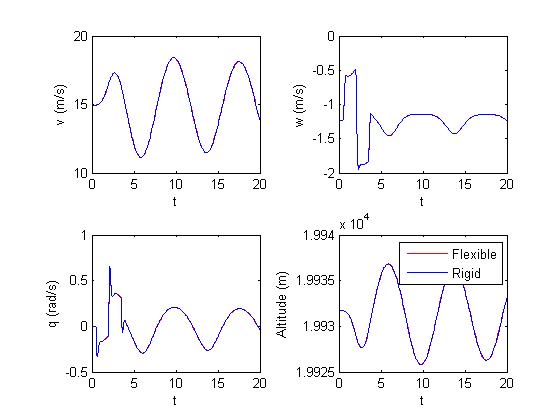 20
15
10
v (m/s)
0 5 10 15 20
t
0
-0.5
-1
-1.5
-2
w (m/s)
0 5 10 15 20
t
1
0.5
0
-0.5
q (rad/s)
0 5 10 15 20
t
x 10^4
1.994
1.9935
1.993
1.9925
Altitude (m)
Flexible
Rigid
0 5 10 15 20
t